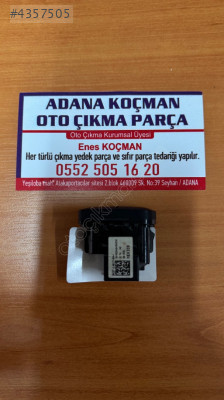 #4357505
ADANA KOÇMAN
OTO ÇIKMA PARÇA
Oto Çıkma Kurumsal Üyesi
Enes KOÇMAN
Her türlü çıkma yedek parça ve sıfır parça tedariği yapılır.
0552 505 16 20